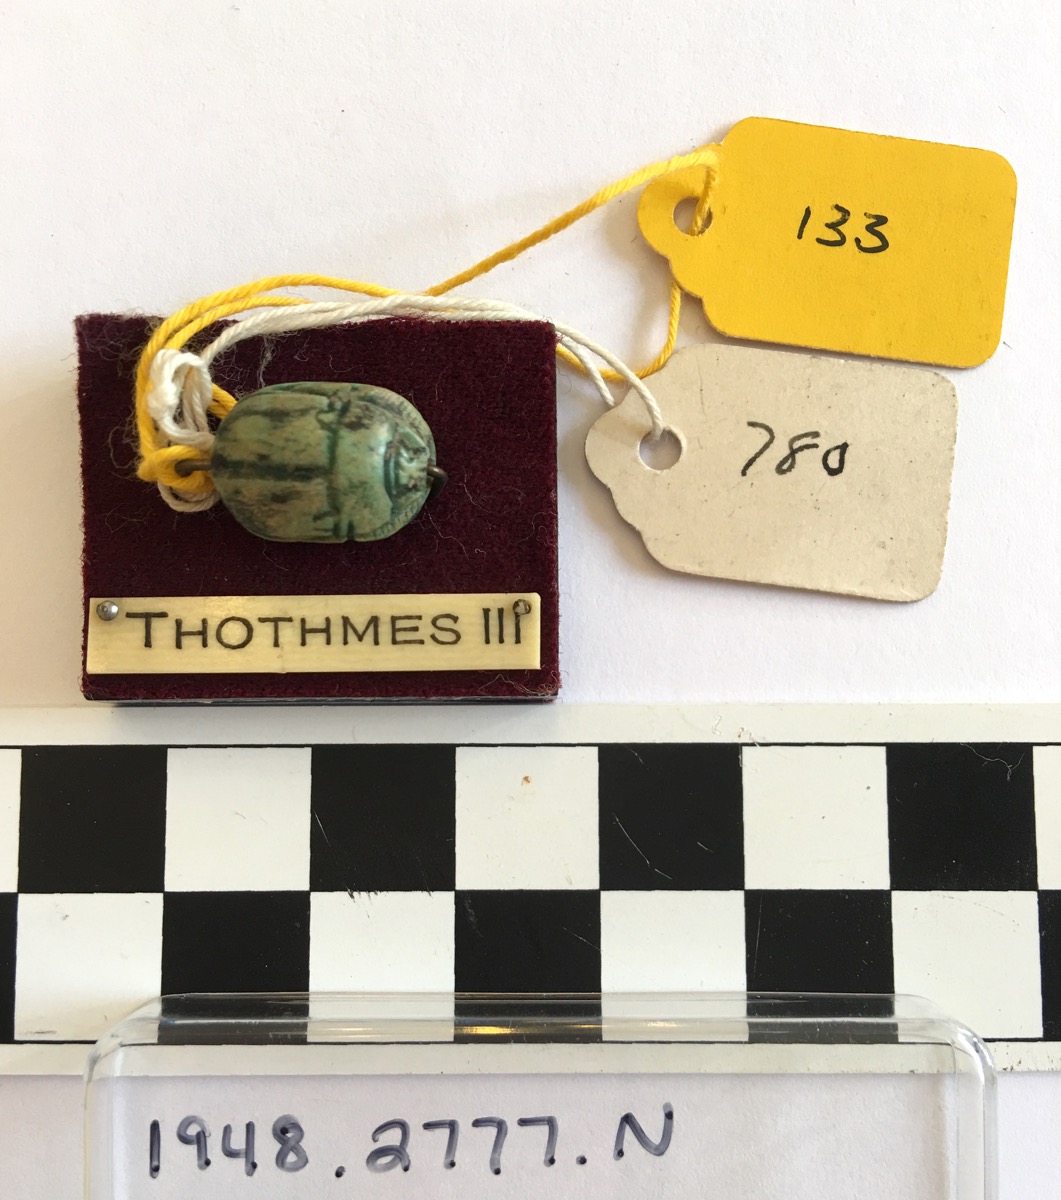 133
780
THOTHMES III
1948.2777.N